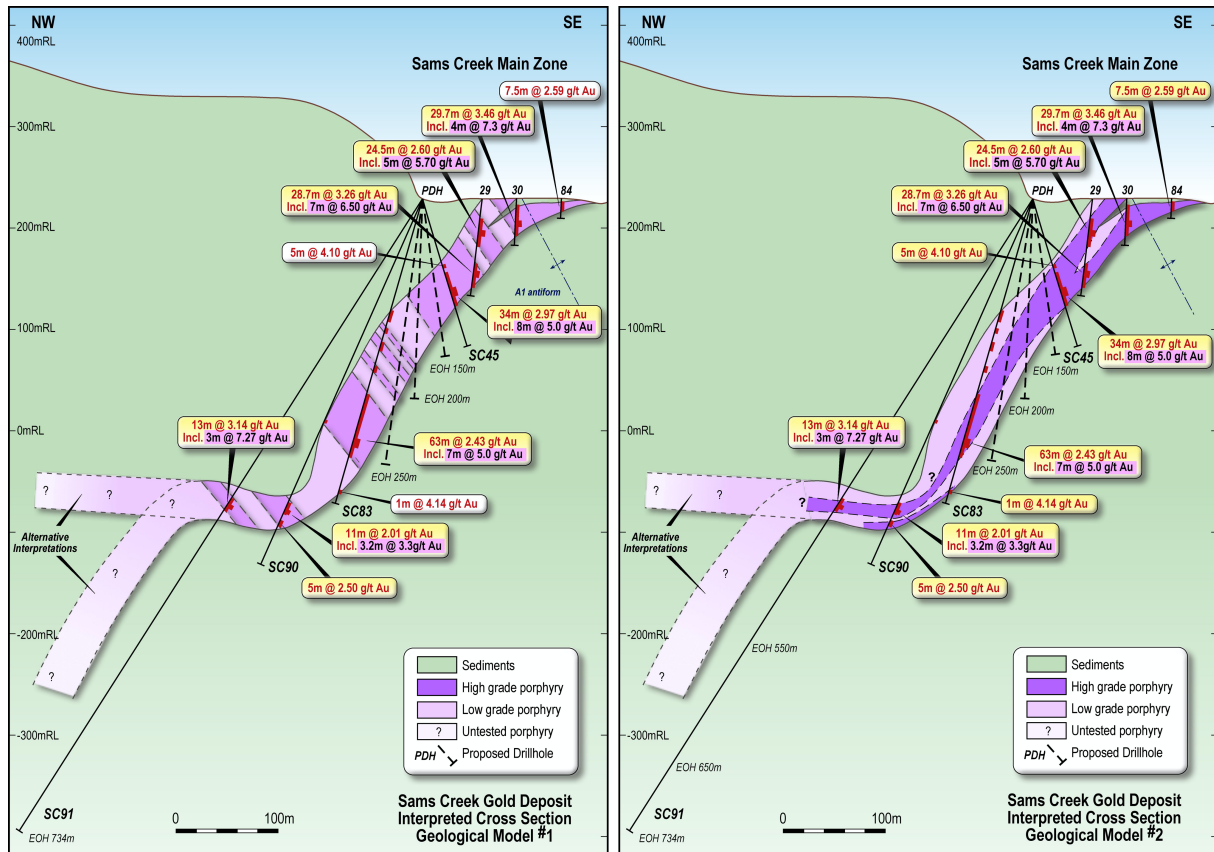 NW
SE
400mRL
Sams Creek Main Zone
7.5m @ 2.59 g/t Au
29.7m @ 3.46 g/t Au
Incl. 4m @ 7.3 g/t Au
300mRL
24.5m @ 2.60 g/t Au
Incl. 5m @ 5.70 g/t Au
28.7m @ 3.26 g/t Au
Incl. 7m @ 6.50 g/t Au
PDH
29
30
84
200mRL
5m @ 4.10 g/t Au
A1 antiform
34m @ 2.97 g/t Au
Incl. 8m @ 5.0 g/t Au
100mRL
SC45
EOH 150m
EOH 200m
13m @ 3.14 g/t Au
Incl. 3m @ 7.27 g/t Au
0mRL
63m @ 2.43 g/t Au
Incl. 7m @ 5.0 g/t Au
EOH 250m
?
?
?
1m @ 4.14 g/t Au
SC83
Alternative
Interpretations
11m @ 2.01 g/t Au
Incl. 3.2m @ 3.3g/t Au
?
SC90
5m @ 2.50 g/t Au
-200mRL
?
Sediments
High grade porphyry
Low grade porphyry
? Untested porphyry
PDH Proposed Drillhole
-300mRL
SC91
EOH 734m
0 100m
Sams Creek Gold Deposit
Interpreted Cross Section
Geological Model #1
NW
SE
400mRL
Sams Creek Main Zone
7.5m @ 2.59 g/t Au
29.7m @ 3.46 g/t Au
Incl. 4m @ 7.3 g/t Au
300mRL
24.5m @ 2.60 g/t Au
Incl. 5m @ 5.70 g/t Au
28.7m @ 3.26 g/t Au
Incl. 7m @ 6.50 g/t Au
PDH
29
30
84
200mRL
5m @ 4.10 g/t Au
A1 antiform
34m @ 2.97 g/t Au
Incl. 8m @ 5.0 g/t Au
100mRL
SC45
EOH 150m
EOH 200m
13m @ 3.14 g/t Au
Incl. 3m @ 7.27 g/t Au
0mRL
63m @ 2.43 g/t Au
Incl. 7m @ 5.0 g/t Au
EOH 250m
?
?
?
?
?
1m @ 4.14 g/t Au
SC83
Alternative
Interpretations
11m @ 2.01 g/t Au
Incl. 3.2m @ 3.3g/t Au
?
SC90
5m @ 2.50 g/t Au
-200mRL
EOH 550m
?
Sediments
High grade porphyry
Low grade porphyry
? Untested porphyry
PDH Proposed Drillhole
-300mRL
EOH 650m
SC91
EOH 734m
0 100m
Sams Creek Gold Deposit
Interpreted Cross Section
Geological Model #2